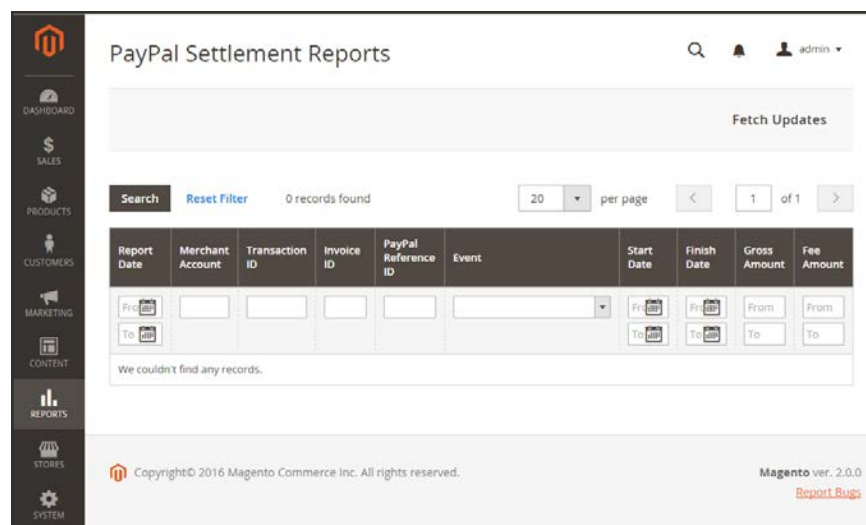 PayPal Settlement Reports
admin
DASHBOARD
SALES
PRODUCTS
CUSTOMERS
MARKETING
CONTENT
REPORTS
STORES
SYSTEM
Fetch Updates
Search Reset Filter 0 records found 20 per page 1 of 1
Report Date
Merchant Account
Transaction ID
Invoice ID
PayPal Reference ID
Event
Start Date
Finish Date
Gross Amount
Fee Amount
From From
To To To To To
We couldn't find any records.
Copyright© 2016 Magento Commerce Inc. All rights reserved.
Magento ver. 2.0.0
Report Bugs